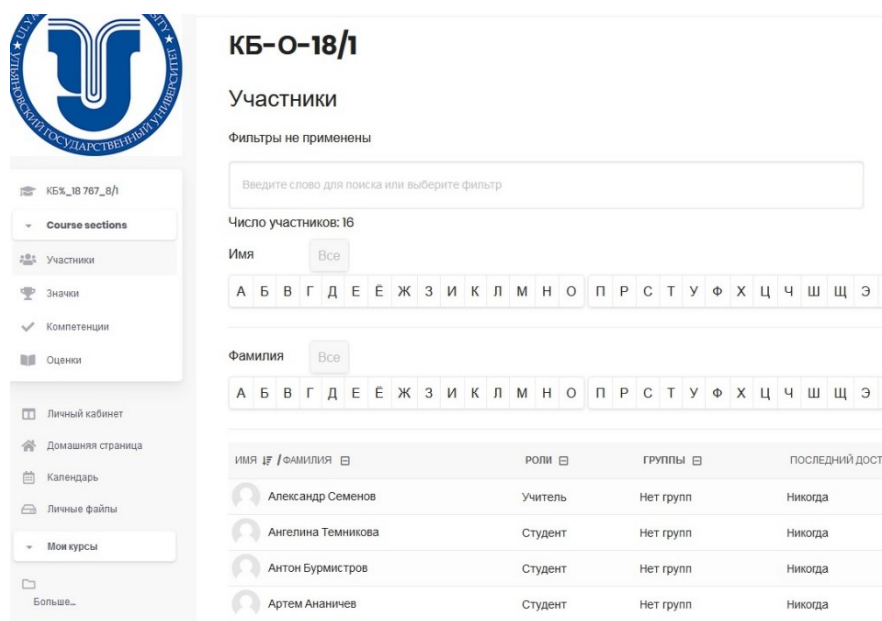 УЛЬЯНОВСКИЙ ГОСУДАРСТВЕННЫЙ УНИВЕРСИТЕТ
КБ-О-18/1
Участники
Фильтры не применены
Введите слово для поиска или выберите фильтр
Число участников: 16
Имя Все
А Б В Г Д Е Ё Ж З И К Л М Н О П Р С Т У Ф Х Ц Ч Ш Щ Э
Фамилия Все
А Б В Г Д Е Ё Ж З И К Л М Н О П Р С Т У Ф Х Ц Ч Ш Щ Э
ИМЯ / ФАМИЛИЯ РОЛИ ГРУППЫ ПОСЛЕДНИЙ ДОСТ
Александр Семенов Учитель Нет групп Никогда
Ангелина Темникова Студент Нет групп Никогда
Антон Бурмистров Студент Нет групп Никогда
Артем Ананичев Студент Нет групп Никогда
КБ%_18 767_8/1
Course sections
Участники
Значки
Компетенции
Оценки
Личный кабинет
Домашняя страница
Календарь
Личные файлы
Мои курсы
Больше...